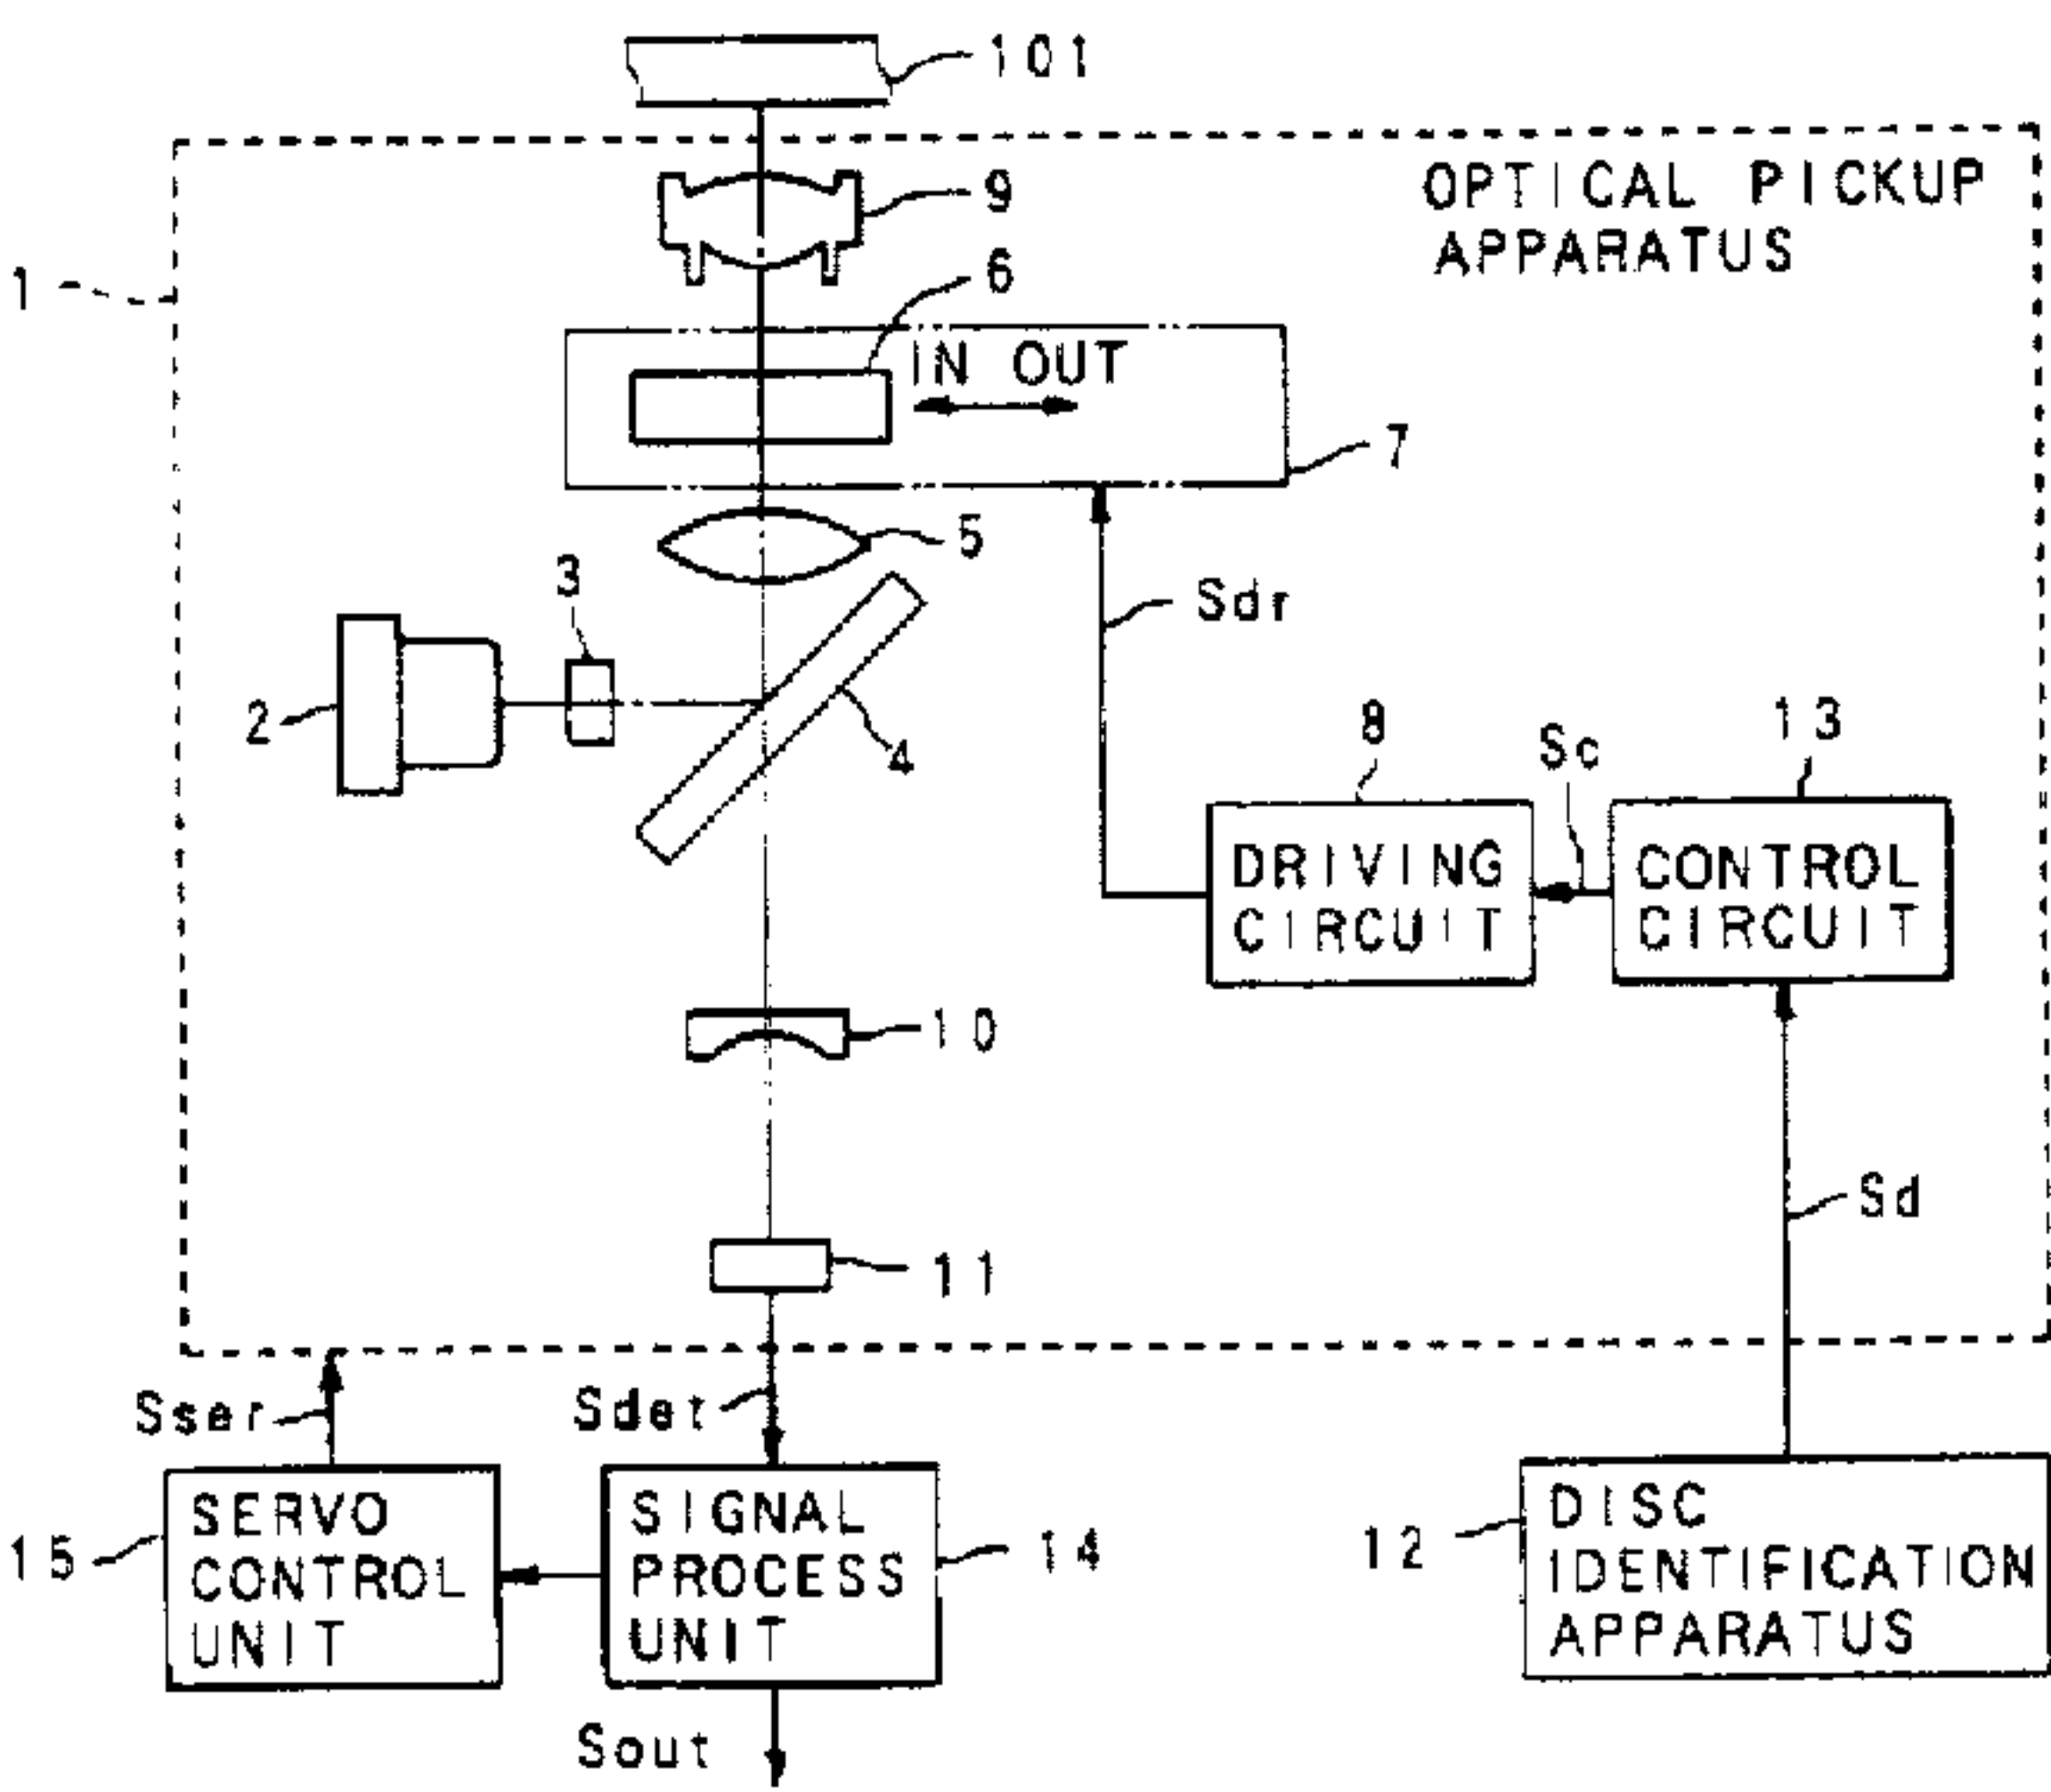 101
OPTICAL PICKUP
APPARATUS
9
1
6
IN OUT
7
5
3
Sdr
2
4
8
Sc
13
DRIVING
CIRCUIT
CONTROL
CIRCUIT
10
Sd
11
Sser
Sdet
SERVO
CONTROL
UNIT
15
SIGNAL
PROCESS
UNIT
14
12
DISC
IDENTIFICATION
APPARATUS
Sout